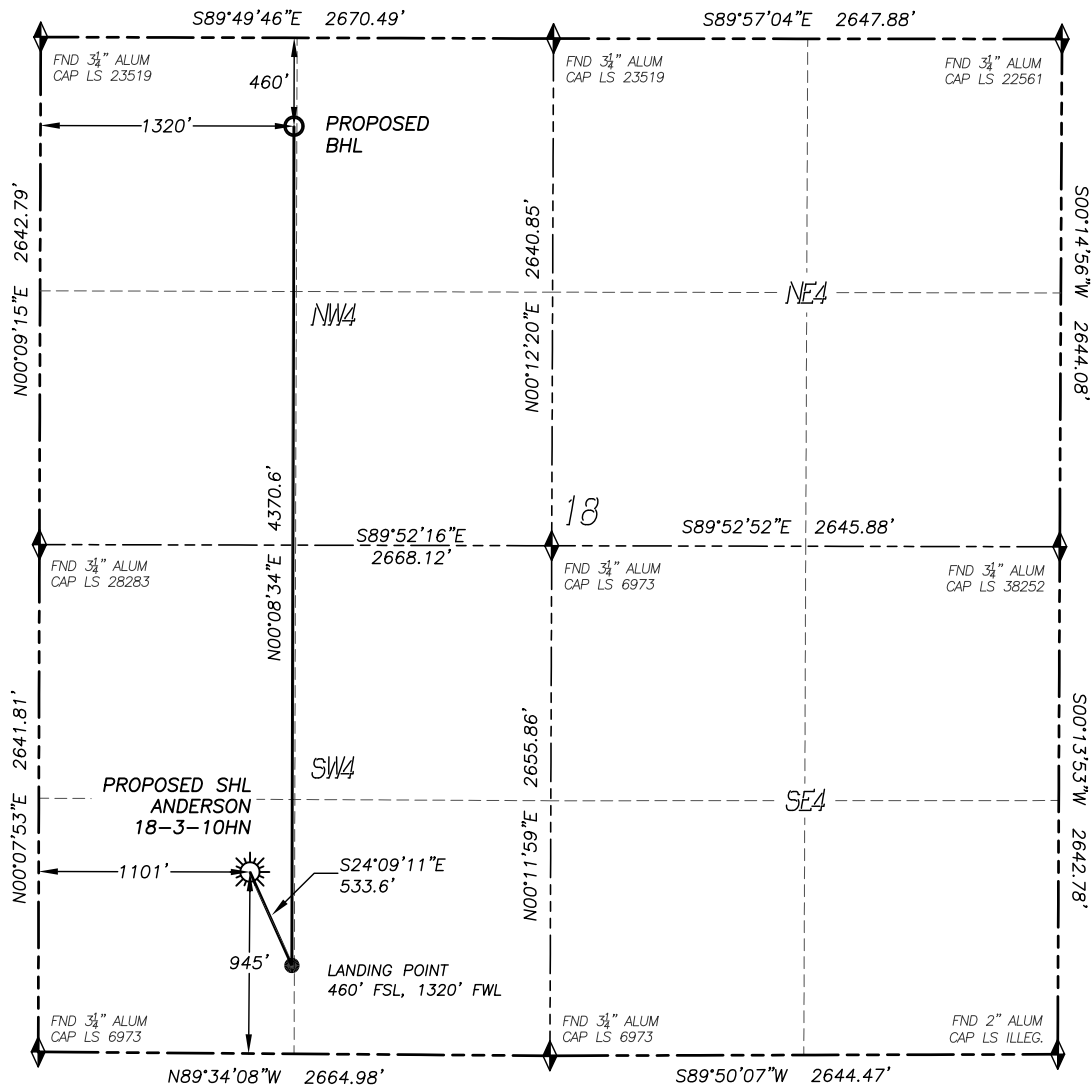 S89°49'46"E 2670.49'
S89°57'04"E 2647.88'
FND 3¼" ALUM
CAP LS 23519
460'
FND 3¼" ALUM
CAP LS 23519
FND 3¼" ALUM
CAP LS 22561
1320'
PROPOSED
BHL
N00°09'15"E 2642.79'
N00°12'20"E 2640.85'
S00°14'56"W 2644.08'
NW4
NE4
N00°08'34"E 4370.6'
18
S89°52'16"E
2668.12'
S89°52'52"E 2645.88'
FND 3¼" ALUM
CAP LS 28283
FND 3¼" ALUM
CAP LS 6973
FND 3¼" ALUM
CAP LS 38252
N00°07'53"E 2641.81'
N00°11'59"E 2655.86'
S00°13'53"W 2642.78'
SW4
SE4
PROPOSED SHL
ANDERSON
18-3-10HN
1101'
S24°09'11"E
533.6'
945'
LANDING POINT
460' FSL, 1320' FWL
FND 3¼" ALUM
CAP LS 6973
FND 3¼" ALUM
CAP LS 6973
FND 2" ALUM
CAP LS ILLEG.
N89°34'08"W 2664.98'
S89°50'07"W 2644.47'